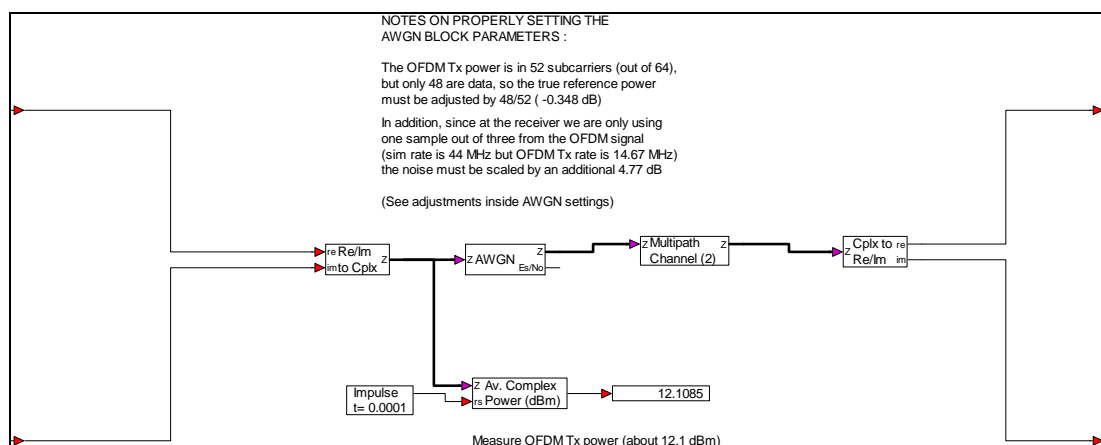 NOTES ON PROPERLY SETTING THE
AWGN BLOCK PARAMETERS :
The OFDM Tx power is in 52 subcarriers (out of 64),
but only 48 are data, so the true reference power
must be adjusted by 48/52 ( -0.348 dB)
In addition, since at the receiver we are only using
one sample out of three from the OFDM signal
(sim rate is 44 MHz but OFDM Tx rate is 14.67 MHz)
the noise must be scaled by an additional 4.77 dB
(See adjustments inside AWGN settings)
re Re/Im z
im to Cplx
z AWGN z
Es/No
z Multipath z
Channel (2)
z Cplx to re
Re/Im im
Impulse
t= 0.0001
z Av. Complex
rs Power (dBm)
12.1085
Measure OFDM Tx power (about 12.1 dBm)